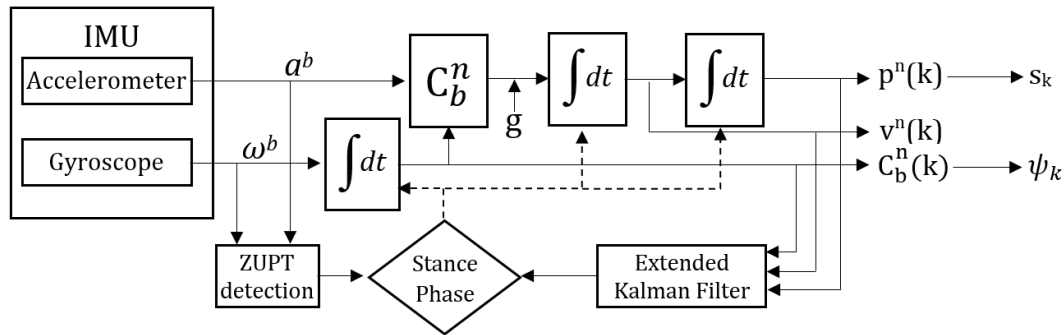 IMU
Accelerometer
Gyroscope
a^b
ω^b
C_b^n
g
∫dt
∫dt
∫dt
p^n(k)
s_k
v^n(k)
C_b^n(k)
ψ_k
ZUPT
detection
Stance
Phase
Extended
Kalman Filter